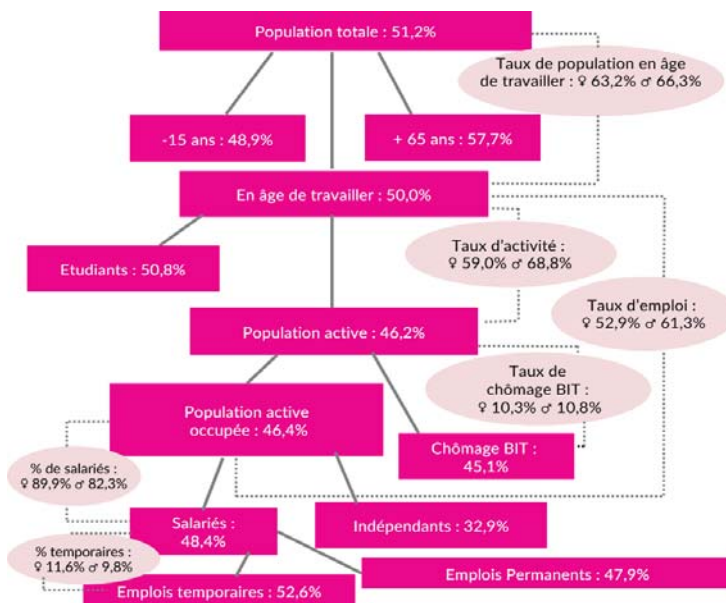 Population totale : 51,2%
Taux de population en âge
de travailler : ♀ 63,2% ♂ 66,3%
-15 ans : 48,9%
+ 65 ans : 57,7%
En âge de travailler : 50,0%
Etudiants : 50,8%
Taux d'activité :
♀ 59,0% ♂ 68,8%
Taux d'emploi :
♀ 52,9% ♂ 61,3%
Population active : 46,2%
Taux de
chômage BIT :
♀ 10,3% ♂ 10,8%
Population active
occupée : 46,4%
Chômage BIT :
45,1%
% de salariés :
♀ 89,9% ♂ 82,3%
Salariés :
48,4%
Indépendants : 32,9%
% temporaires :
♀ 11,6% ♂ 9,8%
Emplois temporaires : 52,6%
Emplois Permanents : 47,9%